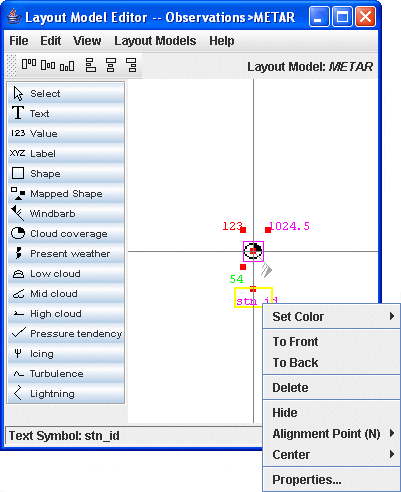 Layout Model Editor -- Observations>METAR
File Edit View Layout Models Help
Layout Model: METAR
Select
Text
123 Value
XYZ Label
Shape
Mapped Shape
Windbarb
Cloud coverage
Present weather
Low cloud
Mid cloud
High cloud
Pressure tendency
Icing
Turbulence
Lightning
123 1024.5
54
stn_id
Set Color
To Front
To Back
Delete
Hide
Alignment Point (N)
Center
Properties...
Text Symbol: stn_id